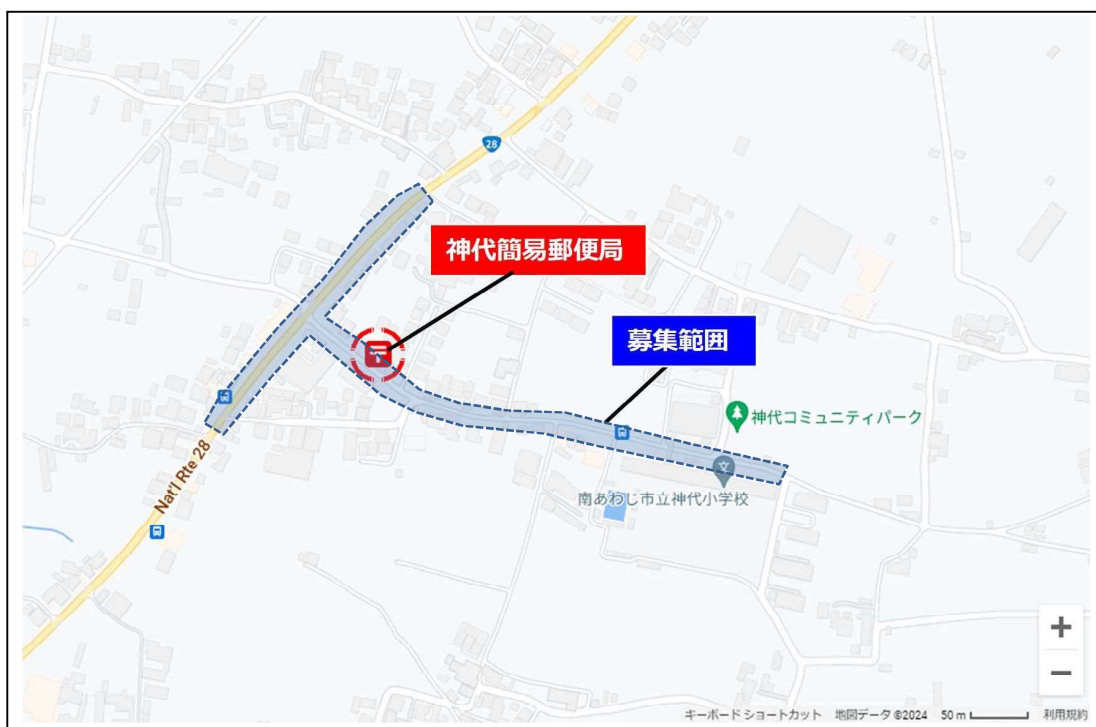 28
神代簡易郵便局
募集範囲
神代コミュニティパーク
Nat'l Rte 28
南あわじ市立神代小学校
+
−
キーボード ショートカット 地図データ ©2024 50 m 利用規約